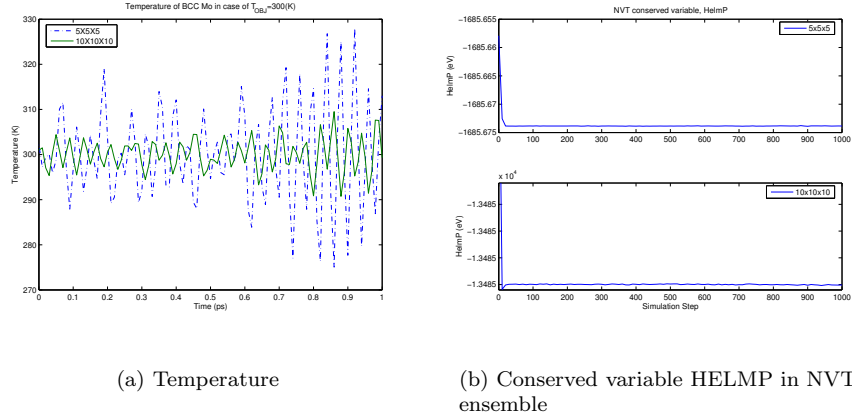 Temperature of BCC Mo in case of T_OBJ=300(K)
5X5X5
10X10X10
330
320
310
300
290
280
270
Temperature (K)
0 0.1 0.2 0.3 0.4 0.5 0.6 0.7 0.8 0.9 1
Time (ps)
(a) Temperature
NVT conserved variable, HelmP
5x5x5
−1685.655
−1685.66
−1685.665
−1685.67
−1685.675
HelmP (eV)
0 100 200 300 400 500 600 700 800 900 1000
x 10^4
10x10x10
−1.3485
−1.3485
−1.3485
−1.3485
HelmP (eV)
0 100 200 300 400 500 600 700 800 900 1000
Simulation Step
(b) Conserved variable HELMP in NVT
ensemble